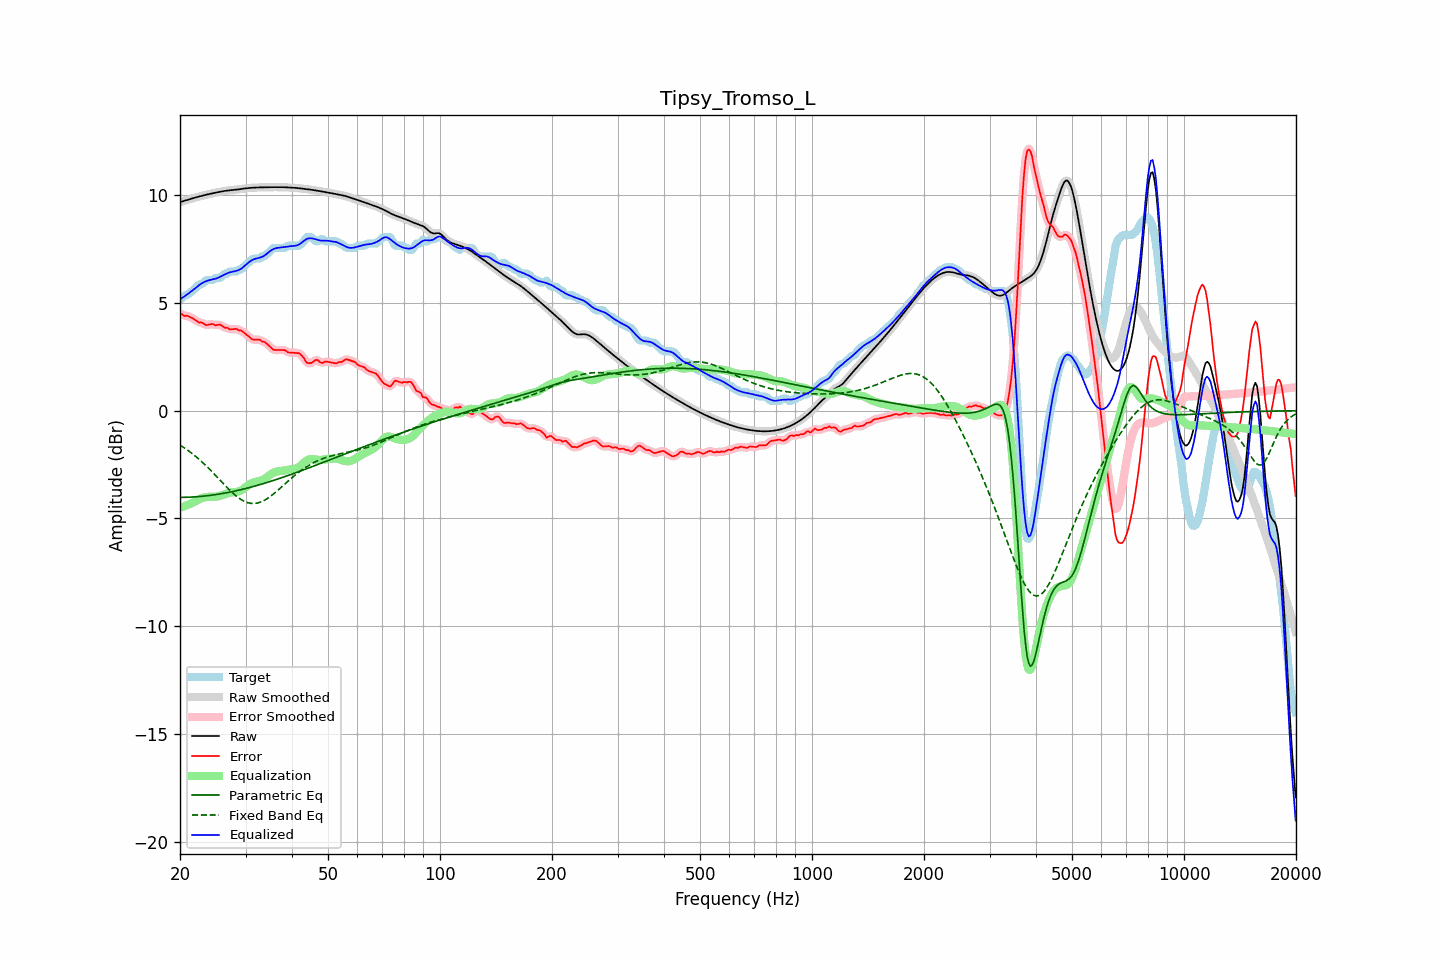 Tipsy_Tromso_L
Amplitude (dBr)
10
5
0
−5
−10
−15
−20
Target
Raw Smoothed
Error Smoothed
Raw
Error
Equalization
Parametric Eq
Fixed Band Eq
Equalized
20 50 100 200 500 1000 2000 5000 10000 20000
Frequency (Hz)